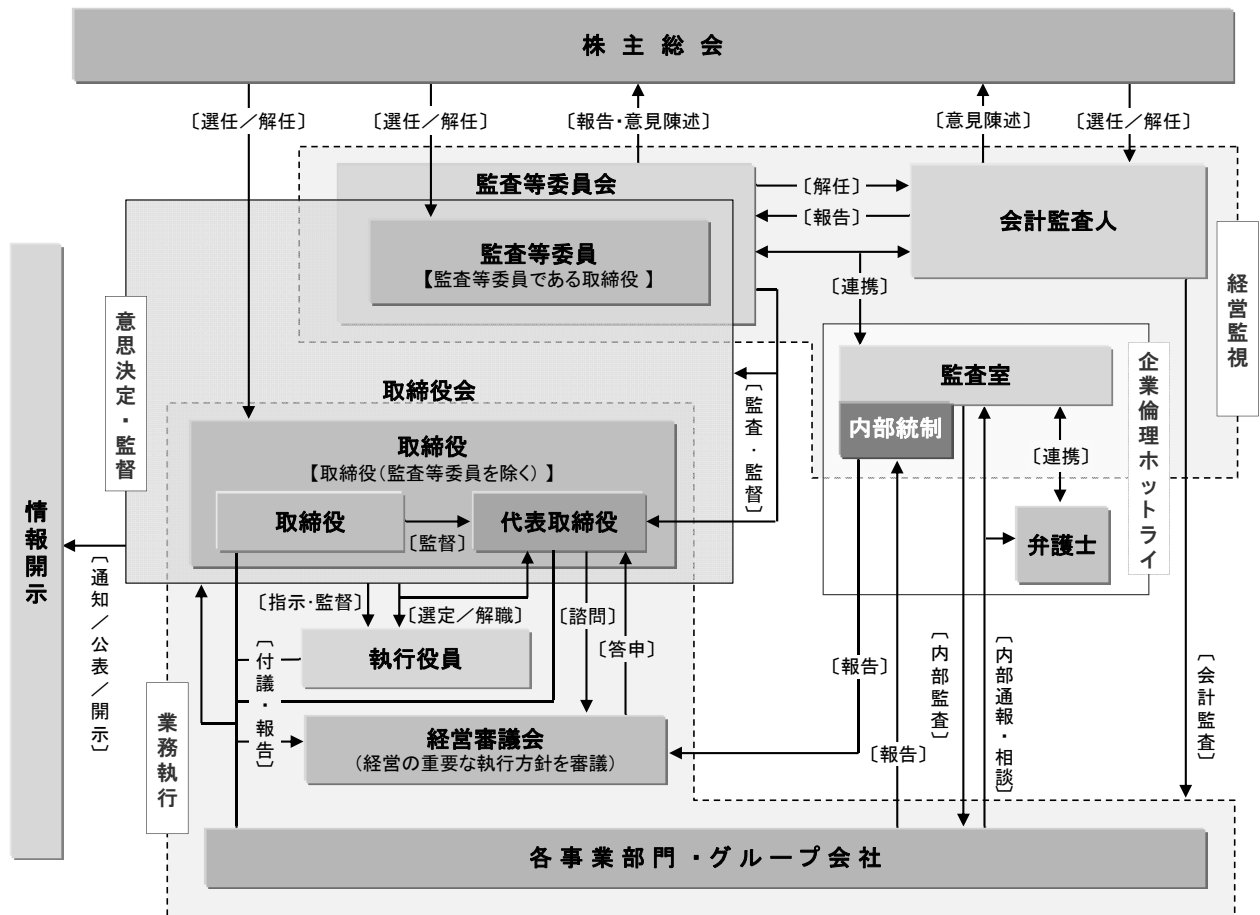 株主総会
〔選任／解任〕
〔選任／解任〕
〔報告・意見陳述〕
〔意見陳述〕
〔選任／解任〕
監査等委員会
監査等委員
【監査等委員である取締役 】
〔解任〕
〔報告〕
〔連携〕
会計監査人
経営監視
意思決定・監督
取締役会
取締役
【取締役(監査等委員を除く) 】
取締役
〔監督〕
代表取締役
〔監査・監督〕
監査室
内部統制
〔連携〕
弁護士
企業倫理ホットライ
情報開示
〔通知／公表／開示〕
〔指示・監督〕
〔選定／解職〕
〔諮問〕
〔答申〕
執行役員
〔付議・報告〕
経営審議会
(経営の重要な執行方針を審議)
業務執行
〔報告〕
〔報告〕
〔内部監査〕
〔内部通報・相談〕
〔会計監査〕
各事業部門・グループ会社